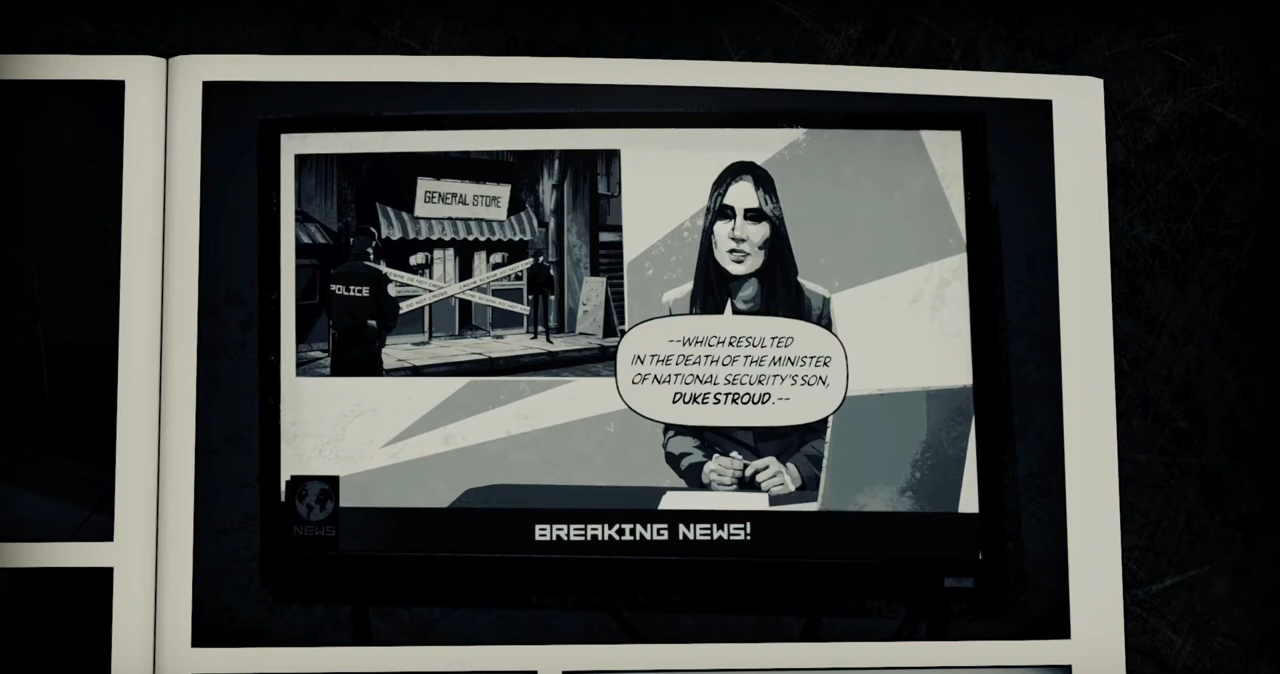 GENERAL STORE
POLICE
--WHICH RESULTED
IN THE DEATH OF THE MINISTER
OF NATIONAL SECURITY'S SON,
DUKE STROUD.--
NEWS
BREAKING NEWS!